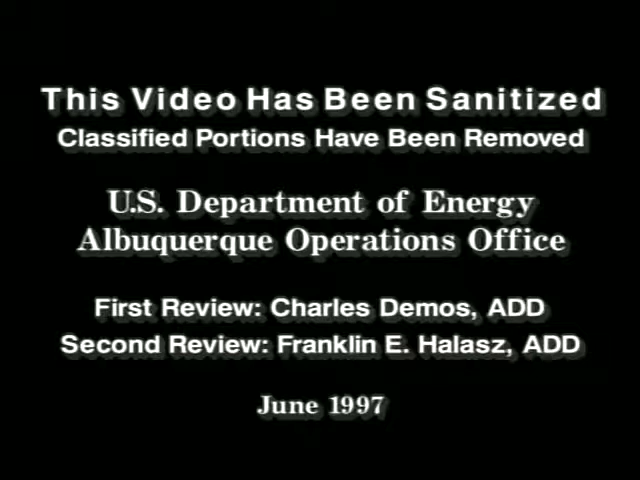 This Video Has Been Sanitized
Classified Portions Have Been Removed
U.S. Department of Energy
Albuquerque Operations Office
First Review: Charles Demos, ADD
Second Review: Franklin E. Halasz, ADD
June 1997